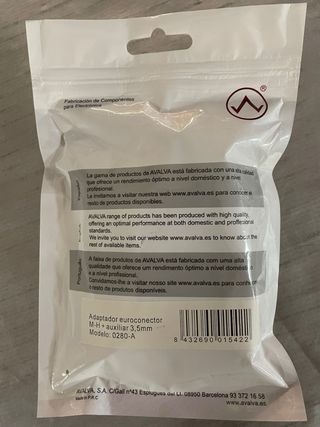 Fabricación de Componentes
para Electrónica
®
Español
La gama de productos de AVALVA está fabricada con una alta calidad
que ofrece un rendimiento óptimo a nivel doméstico y a nivel
profesional.
Le invitamos a visitar nuestra web www.avalva.es para conocer el
resto de productos disponibles.
AVALVA range of products has been produced with high quality,
offering an optimal performance at both domestic and proffesional
standards.
We invite you to visit our website www.avalva.es to know about the
rest of available items.
Português
A faixa de produtos de AVALVA está fabricada com uma alta
qualidade que oferece um rendimento óptimo a nível doméstico
e a nível profissional.
Convidamos-lhe a visitar nosso site www.avalva.es para conhecer
o resto de produtos disponíveis.
Adaptador euroconector
M-H + auxiliar 3,5mm
Modelo: 0280-A
8 432690 015422
AVALVA, S.A. C/Gall nº43 Esplugues del Ll. 08950 Barcelona 93 372 16 58
Made in P.R.C
www.avalva.es